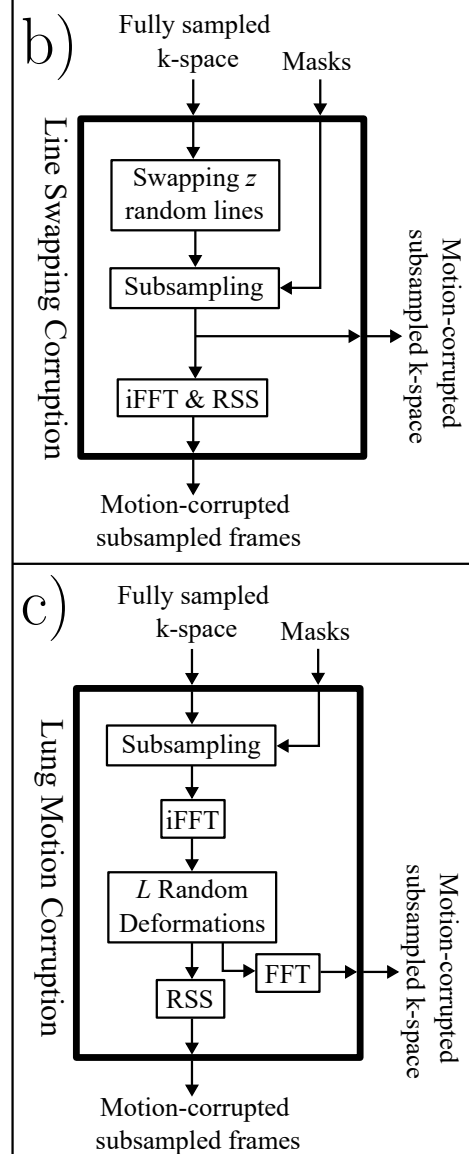 b)
Fully sampled
k-space
Masks
Line Swapping Corruption
Swapping z
random lines
Subsampling
iFFT & RSS
Motion-corrupted
subsampled k-space
Motion-corrupted
subsampled frames
c)
Fully sampled
k-space
Masks
Lung Motion Corruption
Subsampling
iFFT
L Random
Deformations
FFT
RSS
Motion-corrupted
subsampled k-space
Motion-corrupted
subsampled frames